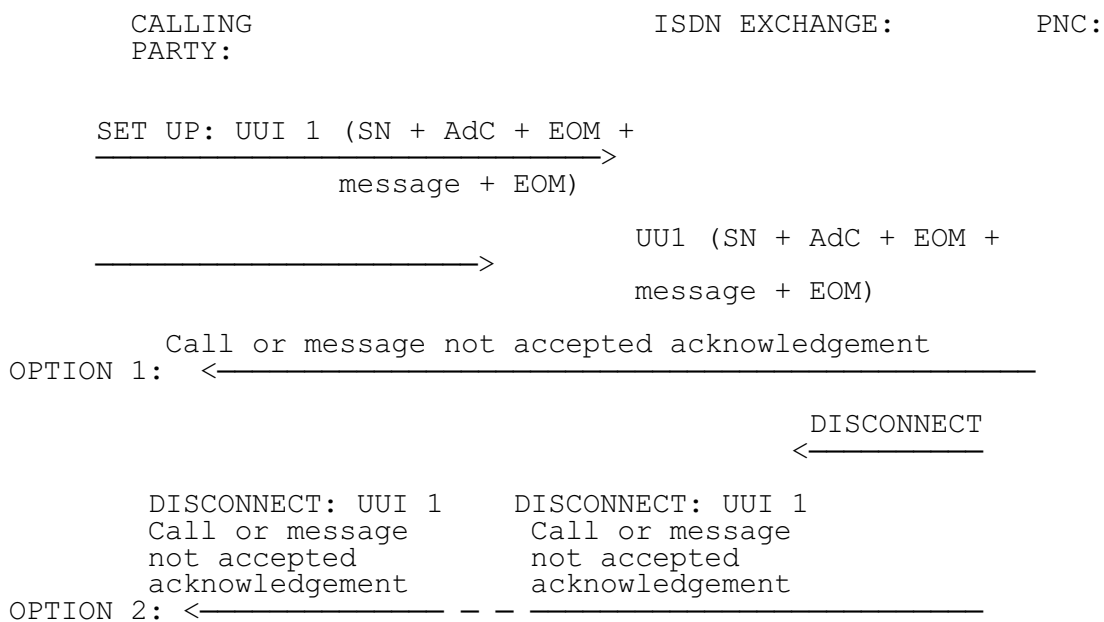 CALLING ISDN EXCHANGE: PNC:
PARTY:
SET UP: UUI 1 (SN + AdC + EOM +
message + EOM)
UU1 (SN + AdC + EOM +
message + EOM)
Call or message not accepted acknowledgement
OPTION 1:
DISCONNECT
DISCONNECT: UUI 1 DISCONNECT: UUI 1
Call or message Call or message
not accepted not accepted
acknowledgement acknowledgement
OPTION 2: